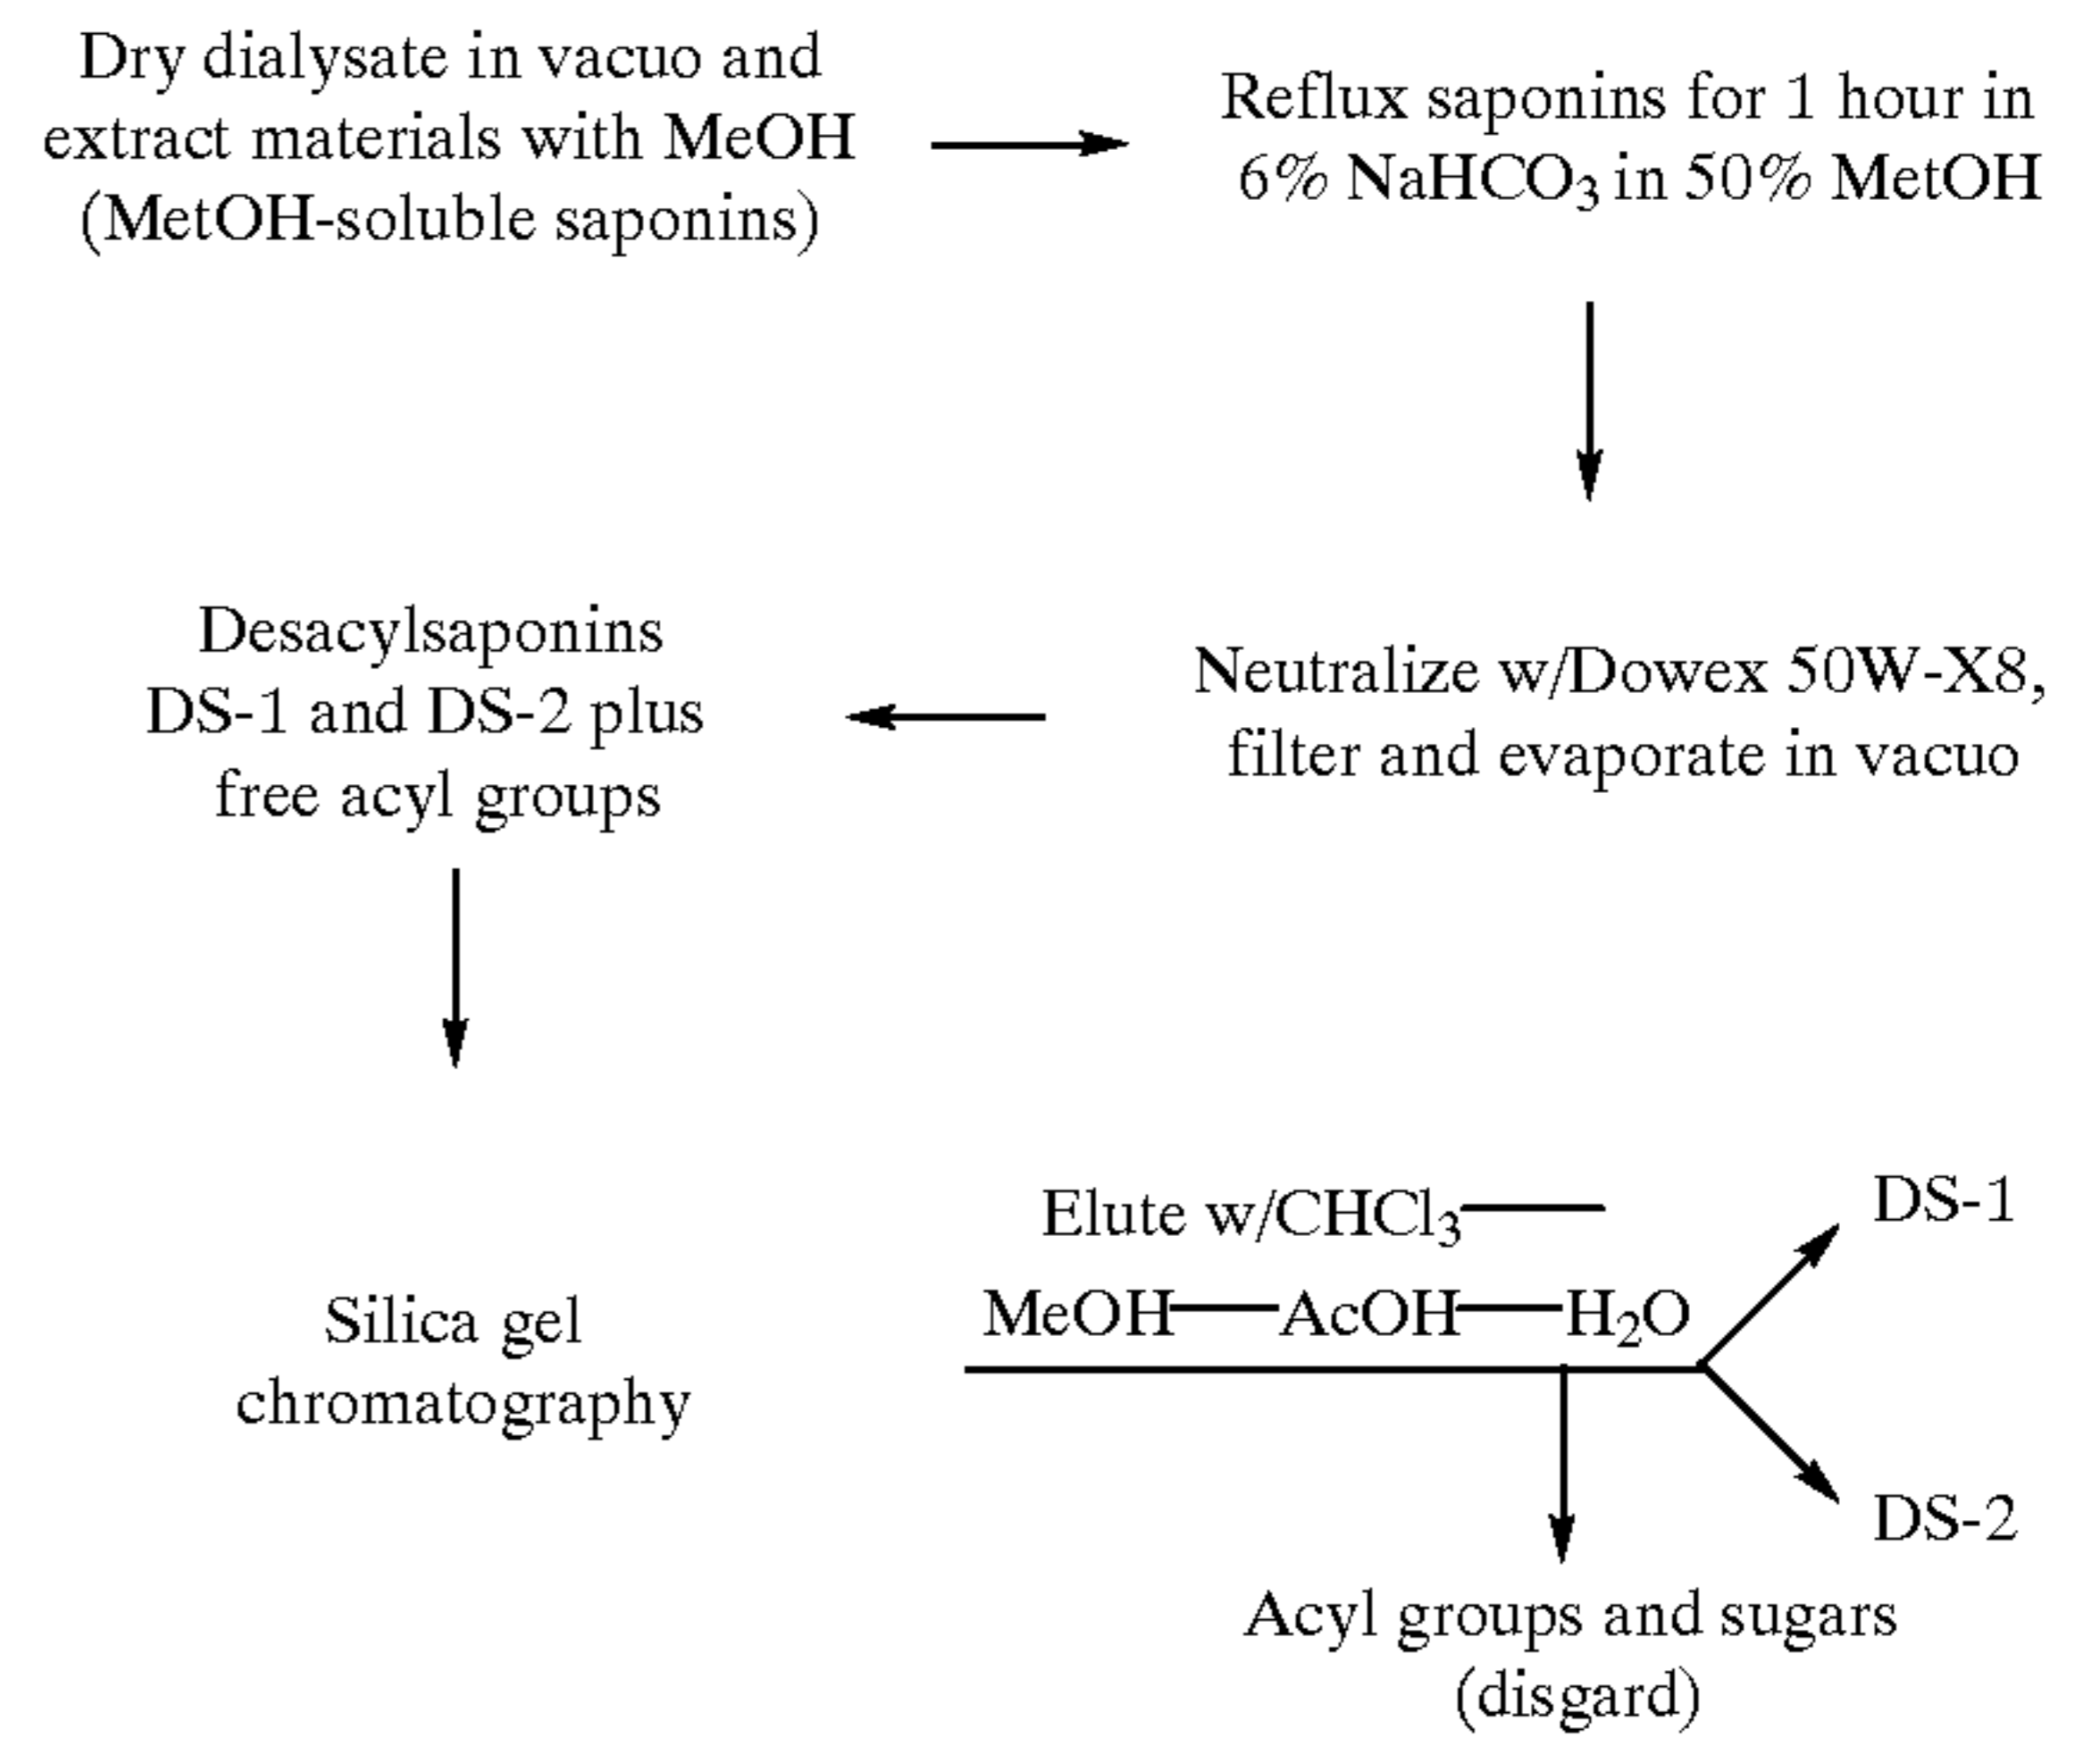 Dry dialysate in vacuo and
extract materials with MeOH
(MetOH-soluble saponins)
Reflux saponins for 1 hour in
6% NaHCO3 in 50% MetOH
Neutralize w/Dowex 50W-X8,
filter and evaporate in vacuo
Desacylsaponins
DS-1 and DS-2 plus
free acyl groups
Silica gel
chromatography
Elute w/CHCl3—
MeOH—AcOH—H2O
DS-1
DS-2
Acyl groups and sugars
(disgard)